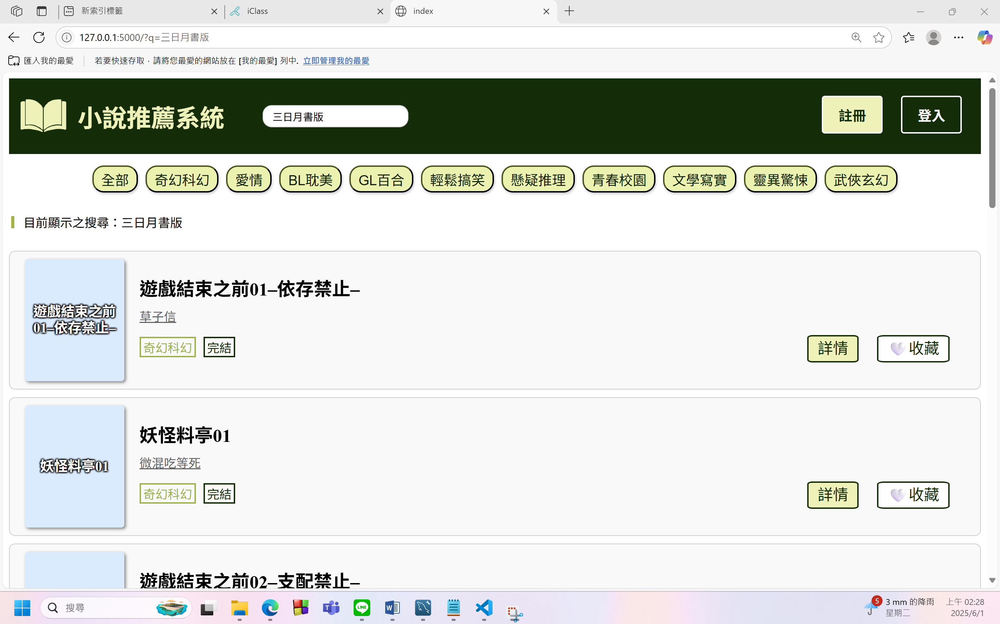 新索引標籤
iClass
index
127.0.0.1:5000/?q=三日月書版
匯入我的最愛
若要快速存取，請將您最愛的網站放在 [我的最愛] 列中. 立即管理我的最愛
小說推薦系統
三日月書版
註冊
登入
全部 奇幻科幻 愛情 BL耽美 GL百合 輕鬆搞笑 懸疑推理 青春校園 文學寫實 靈異驚悚 武俠玄幻
目前顯示之搜尋：三日月書版
遊戲結束之前
01–依存禁止–
遊戲結束之前01–依存禁止–
草子信
奇幻科幻 完結
詳情 收藏
妖怪料亭01
妖怪料亭01
微混吃等死
奇幻科幻 完結
詳情 收藏
遊戲結束之前02–支配禁止–
搜尋
T
LINE
W
5
3 mm 的降雨
星期二
上午 02:28
2025/6/1